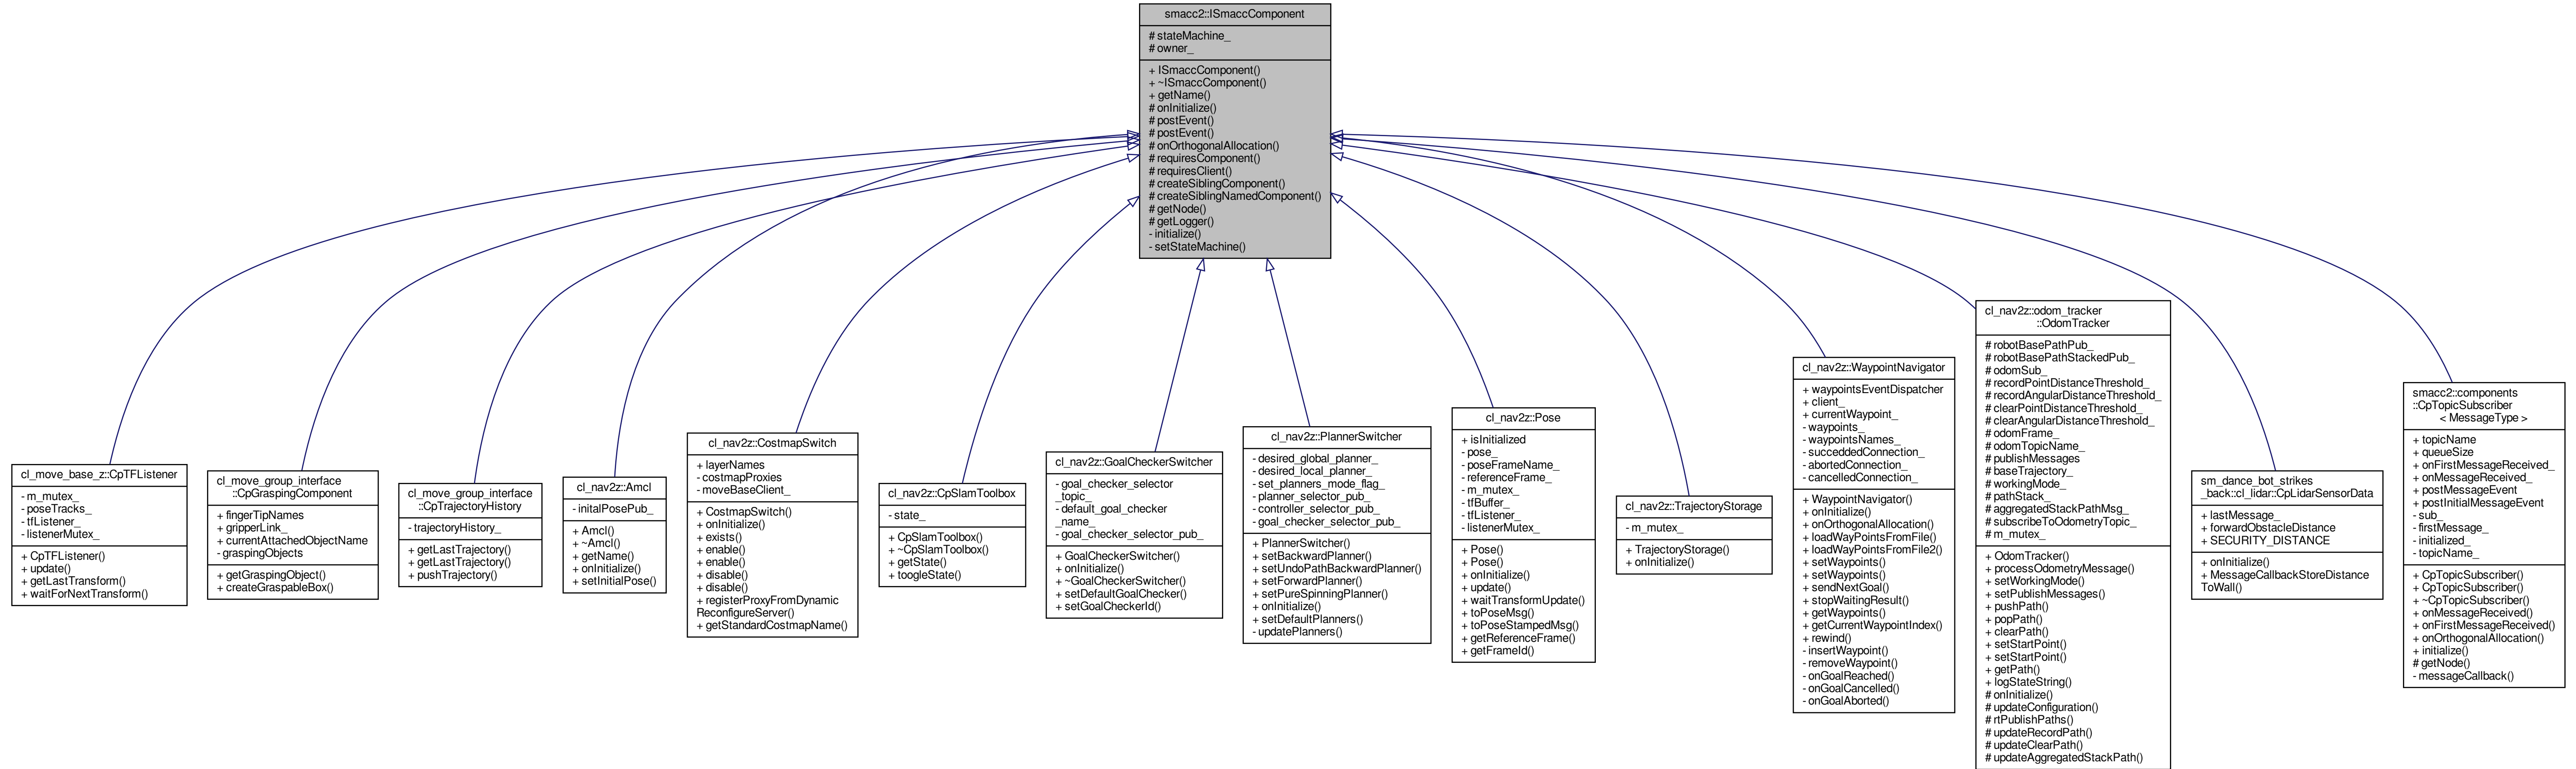 smacc2::ISmaccComponent
# stateMachine_
# owner_
+ ISmaccComponent()
+ ~ISmaccComponent()
+ getName()
# onInitialize()
# postEvent()
# postEvent()
# onOrthogonalAllocation()
# requiresComponent()
# requiresClient()
# createSiblingComponent()
# createSiblingNamedComponent()
# getNode()
# getLogger()
- initialize()
- setStateMachine()
cl_move_base_z::CpTFListener
- m_mutex_
- poseTracks_
- tfListener_
- listenerMutex_
+ CpTFListener()
+ update()
+ getLastTransform()
+ waitForNextTransform()
cl_move_group_interface
::CpGraspingComponent
+ fingerTipNames
+ gripperLink_
+ currentAttachedObjectName
- graspingObjects
+ getGraspingObject()
+ createGraspableBox()
cl_move_group_interface
::CpTrajectoryHistory
- trajectoryHistory_
+ getLastTrajectory()
+ getLastTrajectory()
+ pushTrajectory()
cl_nav2z::Amcl
- initalPosePub_
+ Amcl()
+ ~Amcl()
+ getName()
+ onInitialize()
+ setInitialPose()
cl_nav2z::CostmapSwitch
+ layerNames
- costmapProxies
- moveBaseClient_
+ CostmapSwitch()
+ onInitialize()
+ exists()
+ enable()
+ enable()
+ disable()
+ disable()
+ registerProxyFromDynamic
ReconfigureServer()
+ getStandardCostmapName()
cl_nav2z::CpSlamToolbox
- state_
+ CpSlamToolbox()
+ ~CpSlamToolbox()
+ getState()
+ toogleState()
cl_nav2z::GoalCheckerSwitcher
- goal_checker_selector
_topic_
- default_goal_checker
_name_
- goal_checker_selector_pub_
+ GoalCheckerSwitcher()
+ onInitialize()
+ ~GoalCheckerSwitcher()
+ setDefaultGoalChecker()
+ setGoalCheckerId()
cl_nav2z::PlannerSwitcher
- desired_global_planner_
- desired_local_planner_
- set_planners_mode_flag_
- planner_selector_pub_
- controller_selector_pub_
- goal_checker_selector_pub_
+ PlannerSwitcher()
+ setBackwardPlanner()
+ setUndoPathBackwardPlanner()
+ setForwardPlanner()
+ setPureSpinningPlanner()
+ onInitialize()
+ setDefaultPlanners()
- updatePlanners()
cl_nav2z::Pose
+ isInitialized
- pose_
- poseFrameName_
- referenceFrame_
- m_mutex_
- tfBuffer_
- tfListener_
- listenerMutex_
+ Pose()
+ Pose()
+ onInitialize()
+ update()
+ waitTransformUpdate()
+ toPoseMsg()
+ toPoseStampedMsg()
+ getReferenceFrame()
+ getFrameId()
cl_nav2z::TrajectoryStorage
- m_mutex_
+ TrajectoryStorage()
+ onInitialize()
cl_nav2z::WaypointNavigator
+ waypointsEventDispatcher
+ client_
+ currentWaypoint_
- waypoints_
- waypointsNames_
- succeddedConnection_
- abortedConnection_
- cancelledConnection_
+ WaypointNavigator()
+ onInitialize()
+ onOrthogonalAllocation()
+ loadWayPointsFromFile()
+ loadWayPointsFromFile2()
+ setWaypoints()
+ setWaypoints()
+ sendNextGoal()
+ stopWaitingResult()
+ getWaypoints()
+ getCurrentWaypointIndex()
+ rewind()
- insertWaypoint()
- removeWaypoint()
- onGoalReached()
- onGoalCancelled()
- onGoalAborted()
cl_nav2z::odom_tracker
::OdomTracker
# robotBasePathPub_
# robotBasePathStackedPub_
# odomSub_
# recordPointDistanceThreshold_
# recordAngularDistanceThreshold_
# clearPointDistanceThreshold_
# clearAngularDistanceThreshold_
# odomFrame_
# odomTopicName_
# publishMessages
# baseTrajectory_
# workingMode_
# pathStack_
# aggregatedStackPathMsg_
# subscribeToOdometryTopic_
# m_mutex_
+ OdomTracker()
+ processOdometryMessage()
+ setWorkingMode()
+ setPublishMessages()
+ pushPath()
+ popPath()
+ clearPath()
+ setStartPoint()
+ setStartPoint()
+ getPath()
+ logStateString()
# onInitialize()
# updateConfiguration()
# rtPublishPaths()
# updateRecordPath()
# updateClearPath()
# updateAggregatedStackPath()
sm_dance_bot_strikes
_back::cl_lidar::CpLidarSensorData
+ lastMessage_
+ forwardObstacleDistance
+ SECURITY_DISTANCE
+ onInitialize()
+ MessageCallbackStoreDistance
ToWall()
smacc2::components
::CpTopicSubscriber
< MessageType >
+ topicName
+ queueSize
+ onFirstMessageReceived_
+ onMessageReceived_
+ postMessageEvent
+ postInitialMessageEvent
- sub_
- firstMessage_
- initialized_
- topicName_
+ CpTopicSubscriber()
+ CpTopicSubscriber()
+ ~CpTopicSubscriber()
+ onMessageReceived()
+ onFirstMessageReceived()
+ onOrthogonalAllocation()
+ initialize()
# getNode()
- messageCallback()